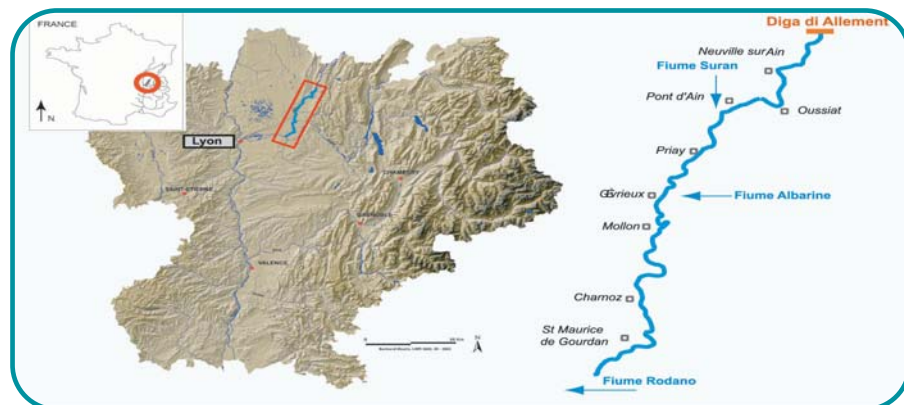 FRANCE
N
Lyon
SAINT-ETIENNE
CHAMBERY
GRENOBLE
VALENCE
N
Diga di Allement
Neuville sur Ain
Fiume Suran
Pont d'Ain
Oussiat
Priay
Fiume Albarine
Mollon
Charnoz
St Maurice
de Gourdan
Fiume Rodano